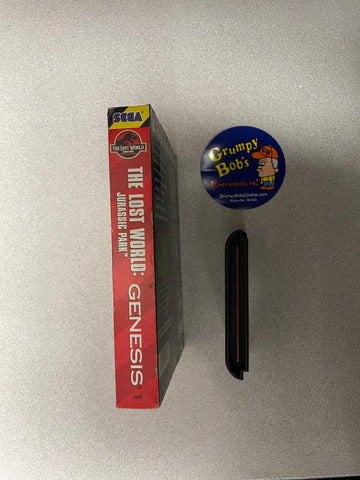 SEGA
THE LOST WORLD
THE LOST WORLD:
JURASSIC PARK
GENESIS
Grumpy
Bob's
EMPORIUM!
GrumpyBobsOnline.com